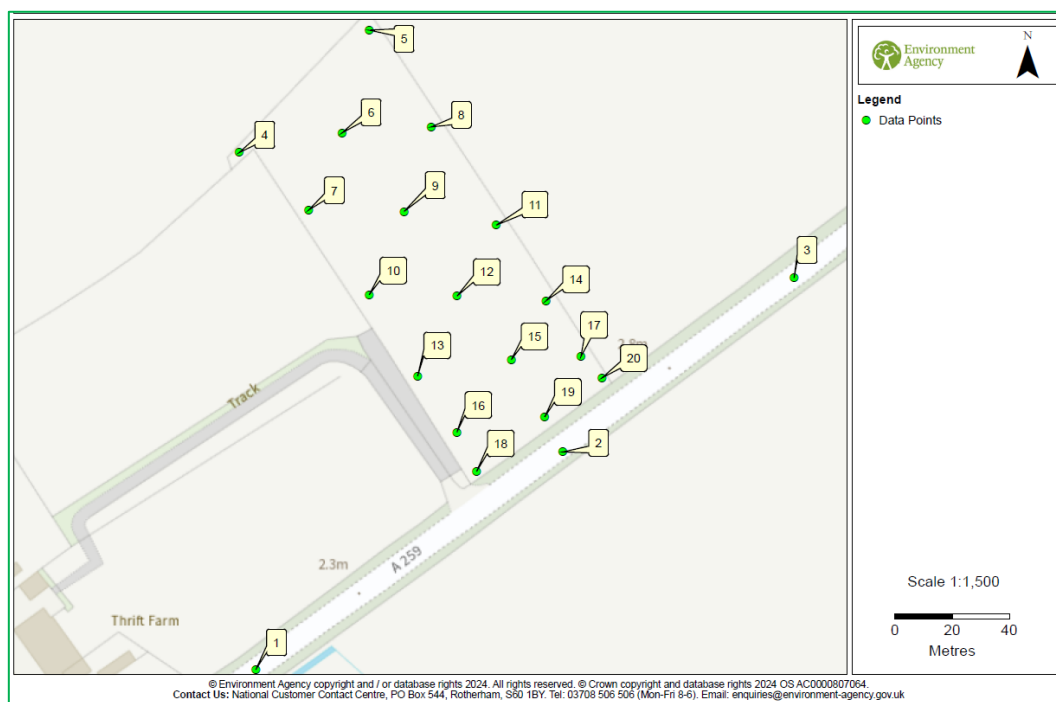 5
6
8
4
7
9
11
10
12
14
3
13
15
17
2.8m
20
16
19
18
2
Track
2.3m
A 259
Thrift Farm
1
Environment
Agency
N
Legend
Data Points
Scale 1:1,500
0 20 40
Metres
© Environment Agency copyright and / or database rights 2024. All rights reserved. © Crown copyright and database rights 2024 OS AC0000807064.
Contact Us: National Customer Contact Centre, PO Box 544, Rotherham, S60 1BY. Tel: 03708 506 506 (Mon-Fri 8-6). Email: enquiries@environment-agency.gov.uk